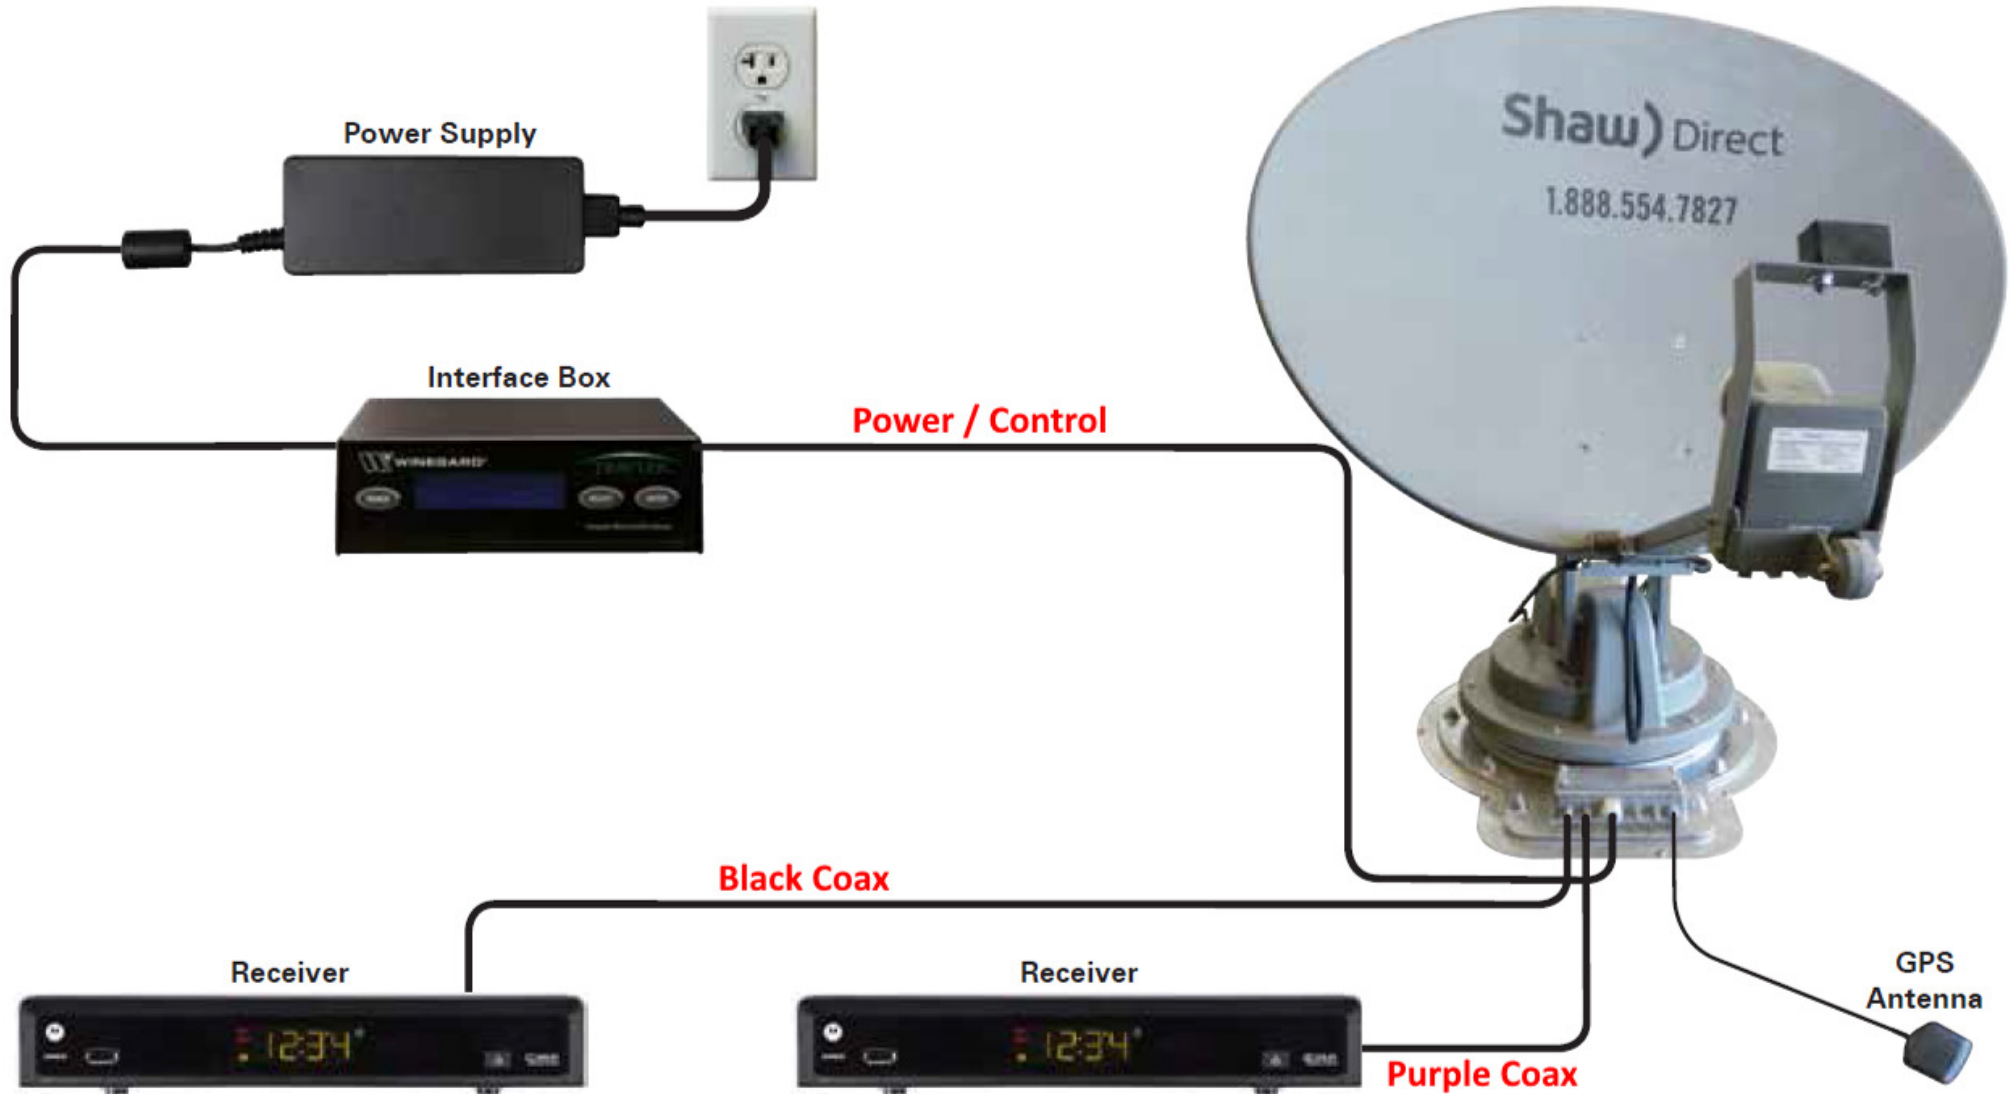 Power Supply
Shaw) Direct
1.888.554.7827
Interface Box
Power / Control
WINEGARD
Black Coax
Receiver
Receiver
GPS
Antenna
12:34
12:34
Purple Coax